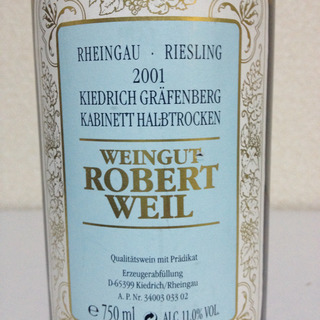 RHEINGAU · RIESLING
2001
KIEDRICH GRÄFENBERG
KABINETT HALBTROCKEN
WEINGUT
ROBERT
WEIL
Qualitätswein mit Prädikat
Erzeugerabfüllung
D-65399 Kiedrich/Rheingau
A. P. Nr. 34003 033 02
℮ 750 ml ALC. 11.0% VOL.